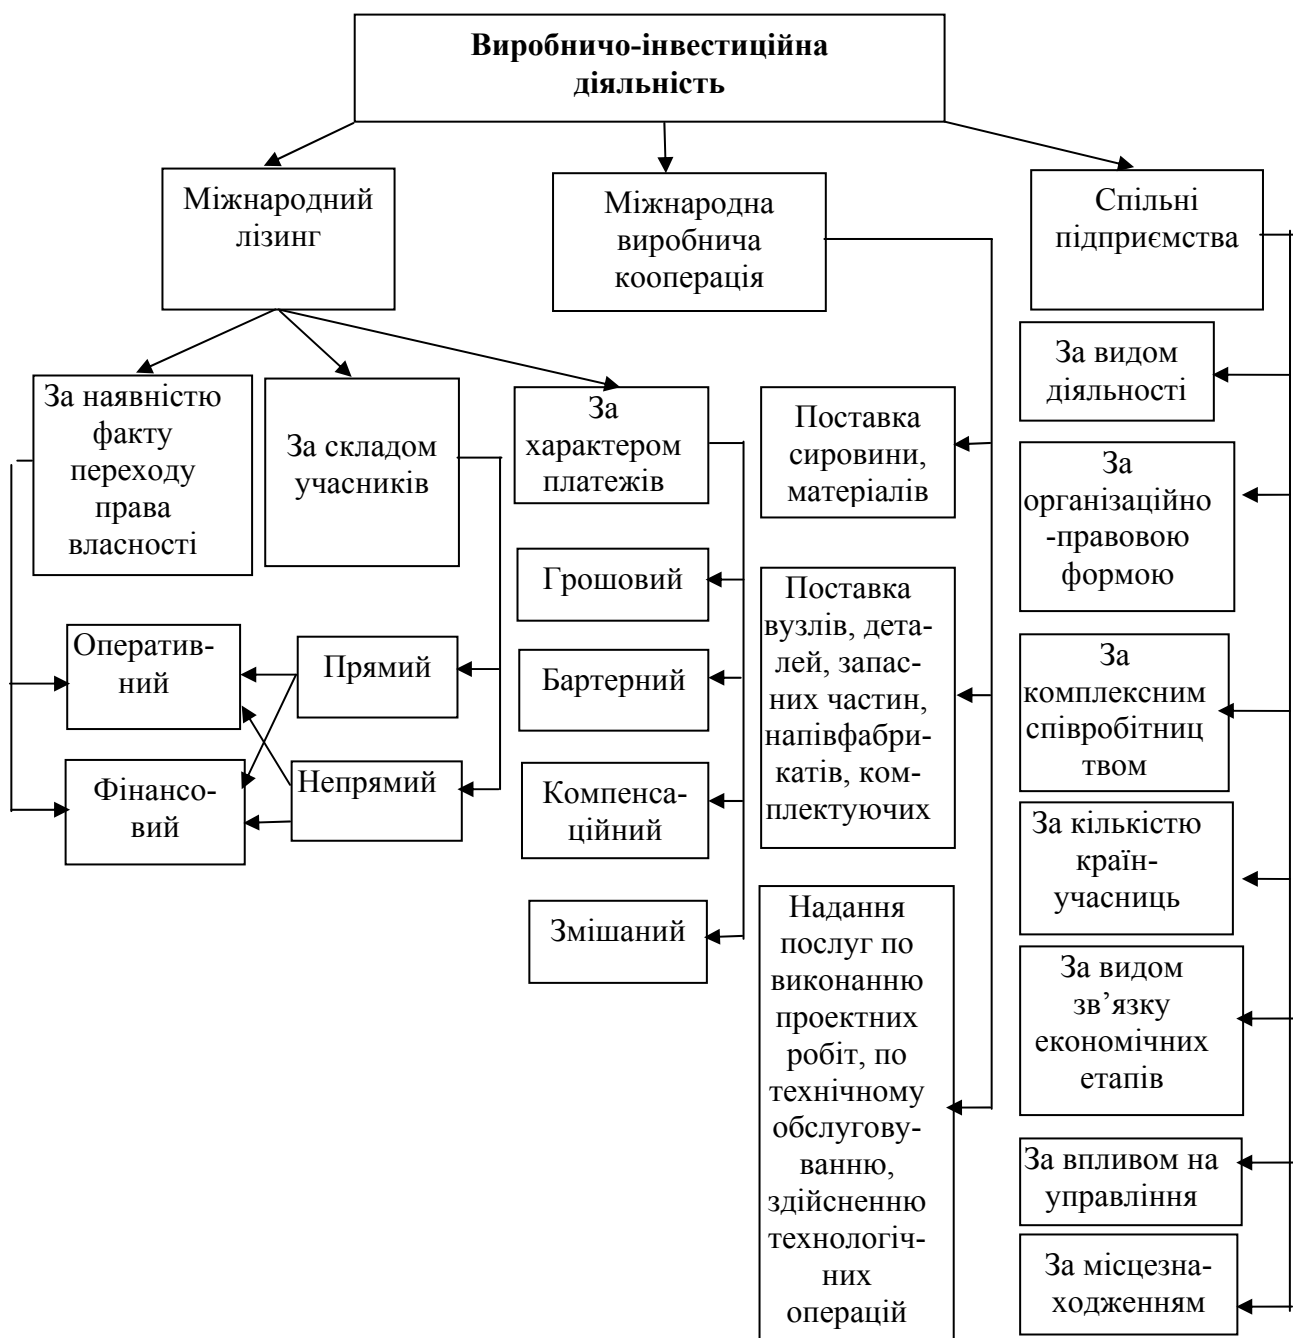 Виробничо-інвестиційна
діяльність
Міжнародний
лізинг
Міжнародна
виробнича
кооперація
Спільні
підприємства
За наявністю
факту
переходу
права
власності
За складом
учасників
За
характером
платежів
Оператив-
ний
Фінансо-
вий
Прямий
Непрямий
Грошовий
Бартерний
Компенса-
ційний
Змішаний
Поставка
сировини,
матеріалів
Поставка
вузлів, дета-
лей, запас-
них частин,
напівфабри-
катів, ком-
плектуючих
Надання
послуг по
виконанню
проектних
робіт, по
технічному
обслугову-
ванню,
здійсненню
технологіч-
них
операцій
За видом
діяльності
За
організаційно
-правовою
формою
За
комплексним
співробітниц
твом
За кількістю
країн-
учасниць
За видом
зв’язку
економічних
етапів
За впливом на
управління
За місцезна-
ходженням